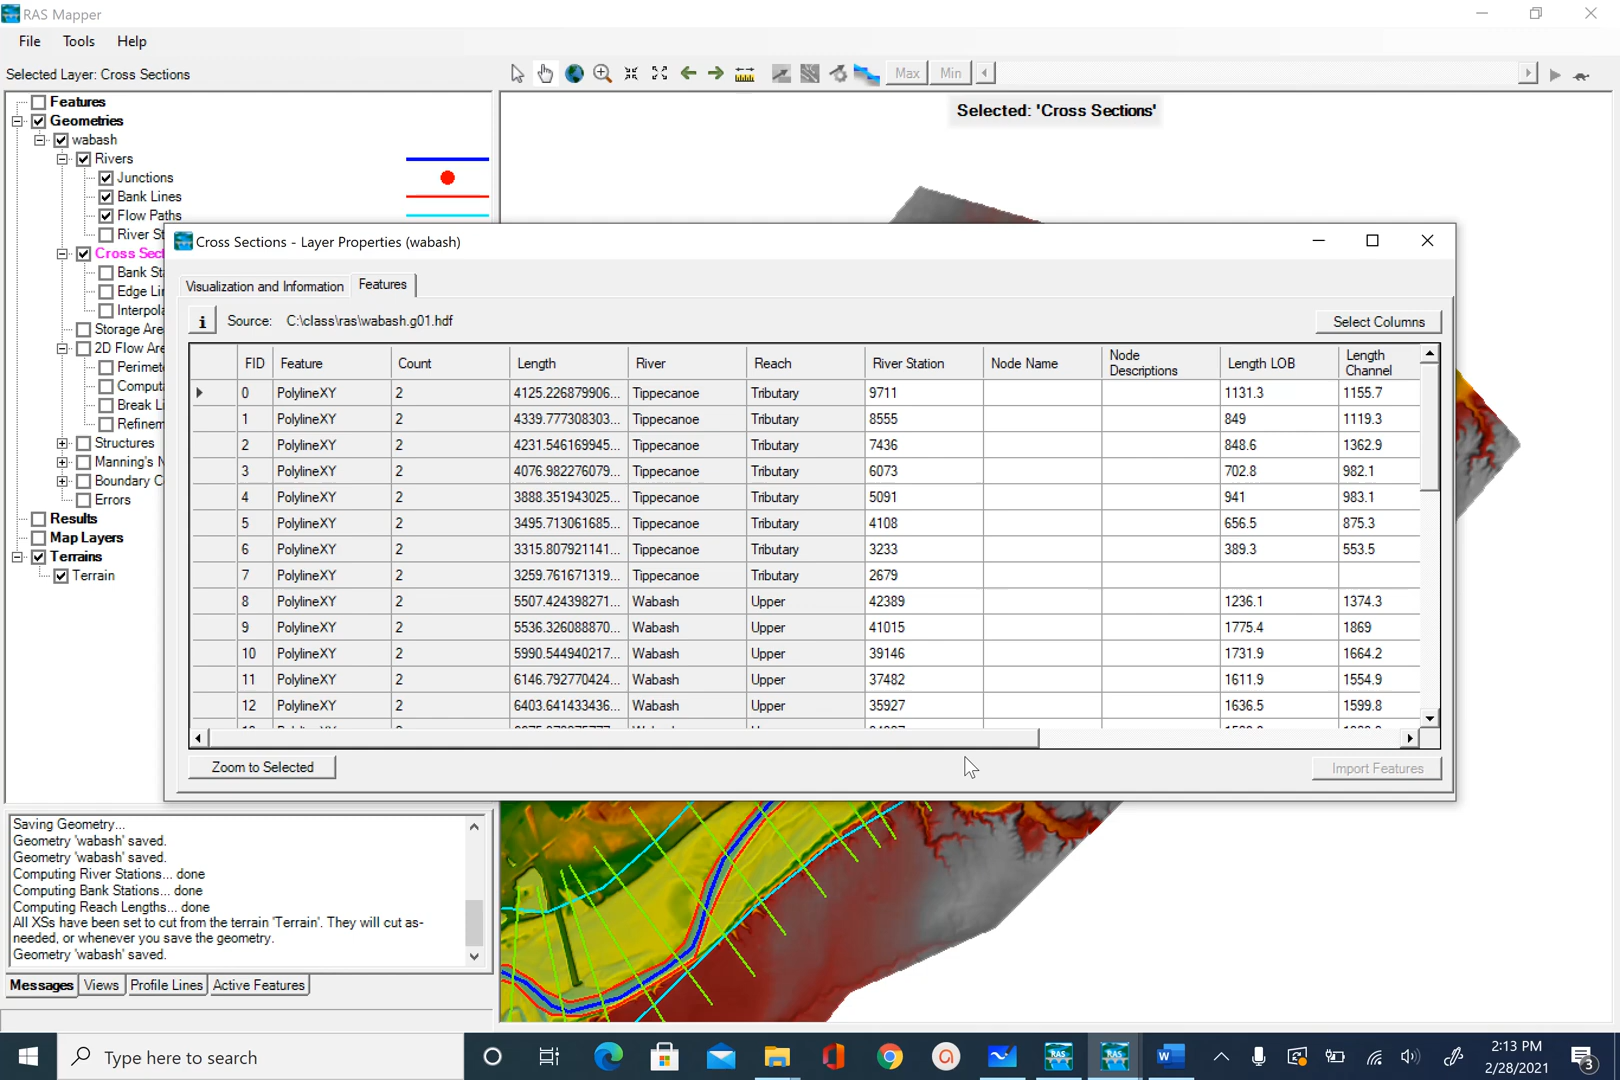 RAS Mapper
File Tools Help
Selected Layer: Cross Sections
Max Min
Features
Geometries
wabash
Rivers
Junctions
Bank Lines
Flow Paths
River St
Cross Sect
Bank Sta
Edge Lin
Interpola
Storage Are
2D Flow Are
Perimete
Computa
Break Li
Refinem
Structures
Manning's N
Boundary C
Errors
Results
Map Layers
Terrains
Terrain
Selected: 'Cross Sections'
Cross Sections - Layer Properties (wabash)
Visualization and Information Features
i Source: C:\class\ras\wabash.g01.hdf Select Columns
FID Feature Count Length River Reach River Station Node Name Node Descriptions Length LOB Length Channel
0 PolylineXY 2 4125.226879906... Tippecanoe Tributary 9711 1131.3 1155.7
1 PolylineXY 2 4339.777308303... Tippecanoe Tributary 8555 849 1119.3
2 PolylineXY 2 4231.546169945... Tippecanoe Tributary 7436 848.6 1362.9
3 PolylineXY 2 4076.982276079... Tippecanoe Tributary 6073 702.8 982.1
4 PolylineXY 2 3888.351943025... Tippecanoe Tributary 5091 941 983.1
5 PolylineXY 2 3495.713061685... Tippecanoe Tributary 4108 656.5 875.3
6 PolylineXY 2 3315.807921141... Tippecanoe Tributary 3233 389.3 553.5
7 PolylineXY 2 3259.761671319... Tippecanoe Tributary 2679
8 PolylineXY 2 5507.424398271... Wabash Upper 42389 1236.1 1374.3
9 PolylineXY 2 5536.326088870... Wabash Upper 41015 1775.4 1869
10 PolylineXY 2 5990.544940217... Wabash Upper 39146 1731.9 1664.2
11 PolylineXY 2 6146.792770424... Wabash Upper 37482 1611.9 1554.9
12 PolylineXY 2 6403.641433436... Wabash Upper 35927 1636.5 1599.8
Zoom to Selected Import Features
Saving Geometry...
Geometry 'wabash' saved.
Geometry 'wabash' saved.
Computing River Stations... done
Computing Bank Stations... done
Computing Reach Lengths... done
All XSs have been set to cut from the terrain 'Terrain'. They will cut as-
needed, or whenever you save the geometry.
Geometry 'wabash' saved.
Messages Views Profile Lines Active Features
Type here to search
RAS RAS
2:13 PM
2/28/2021
3